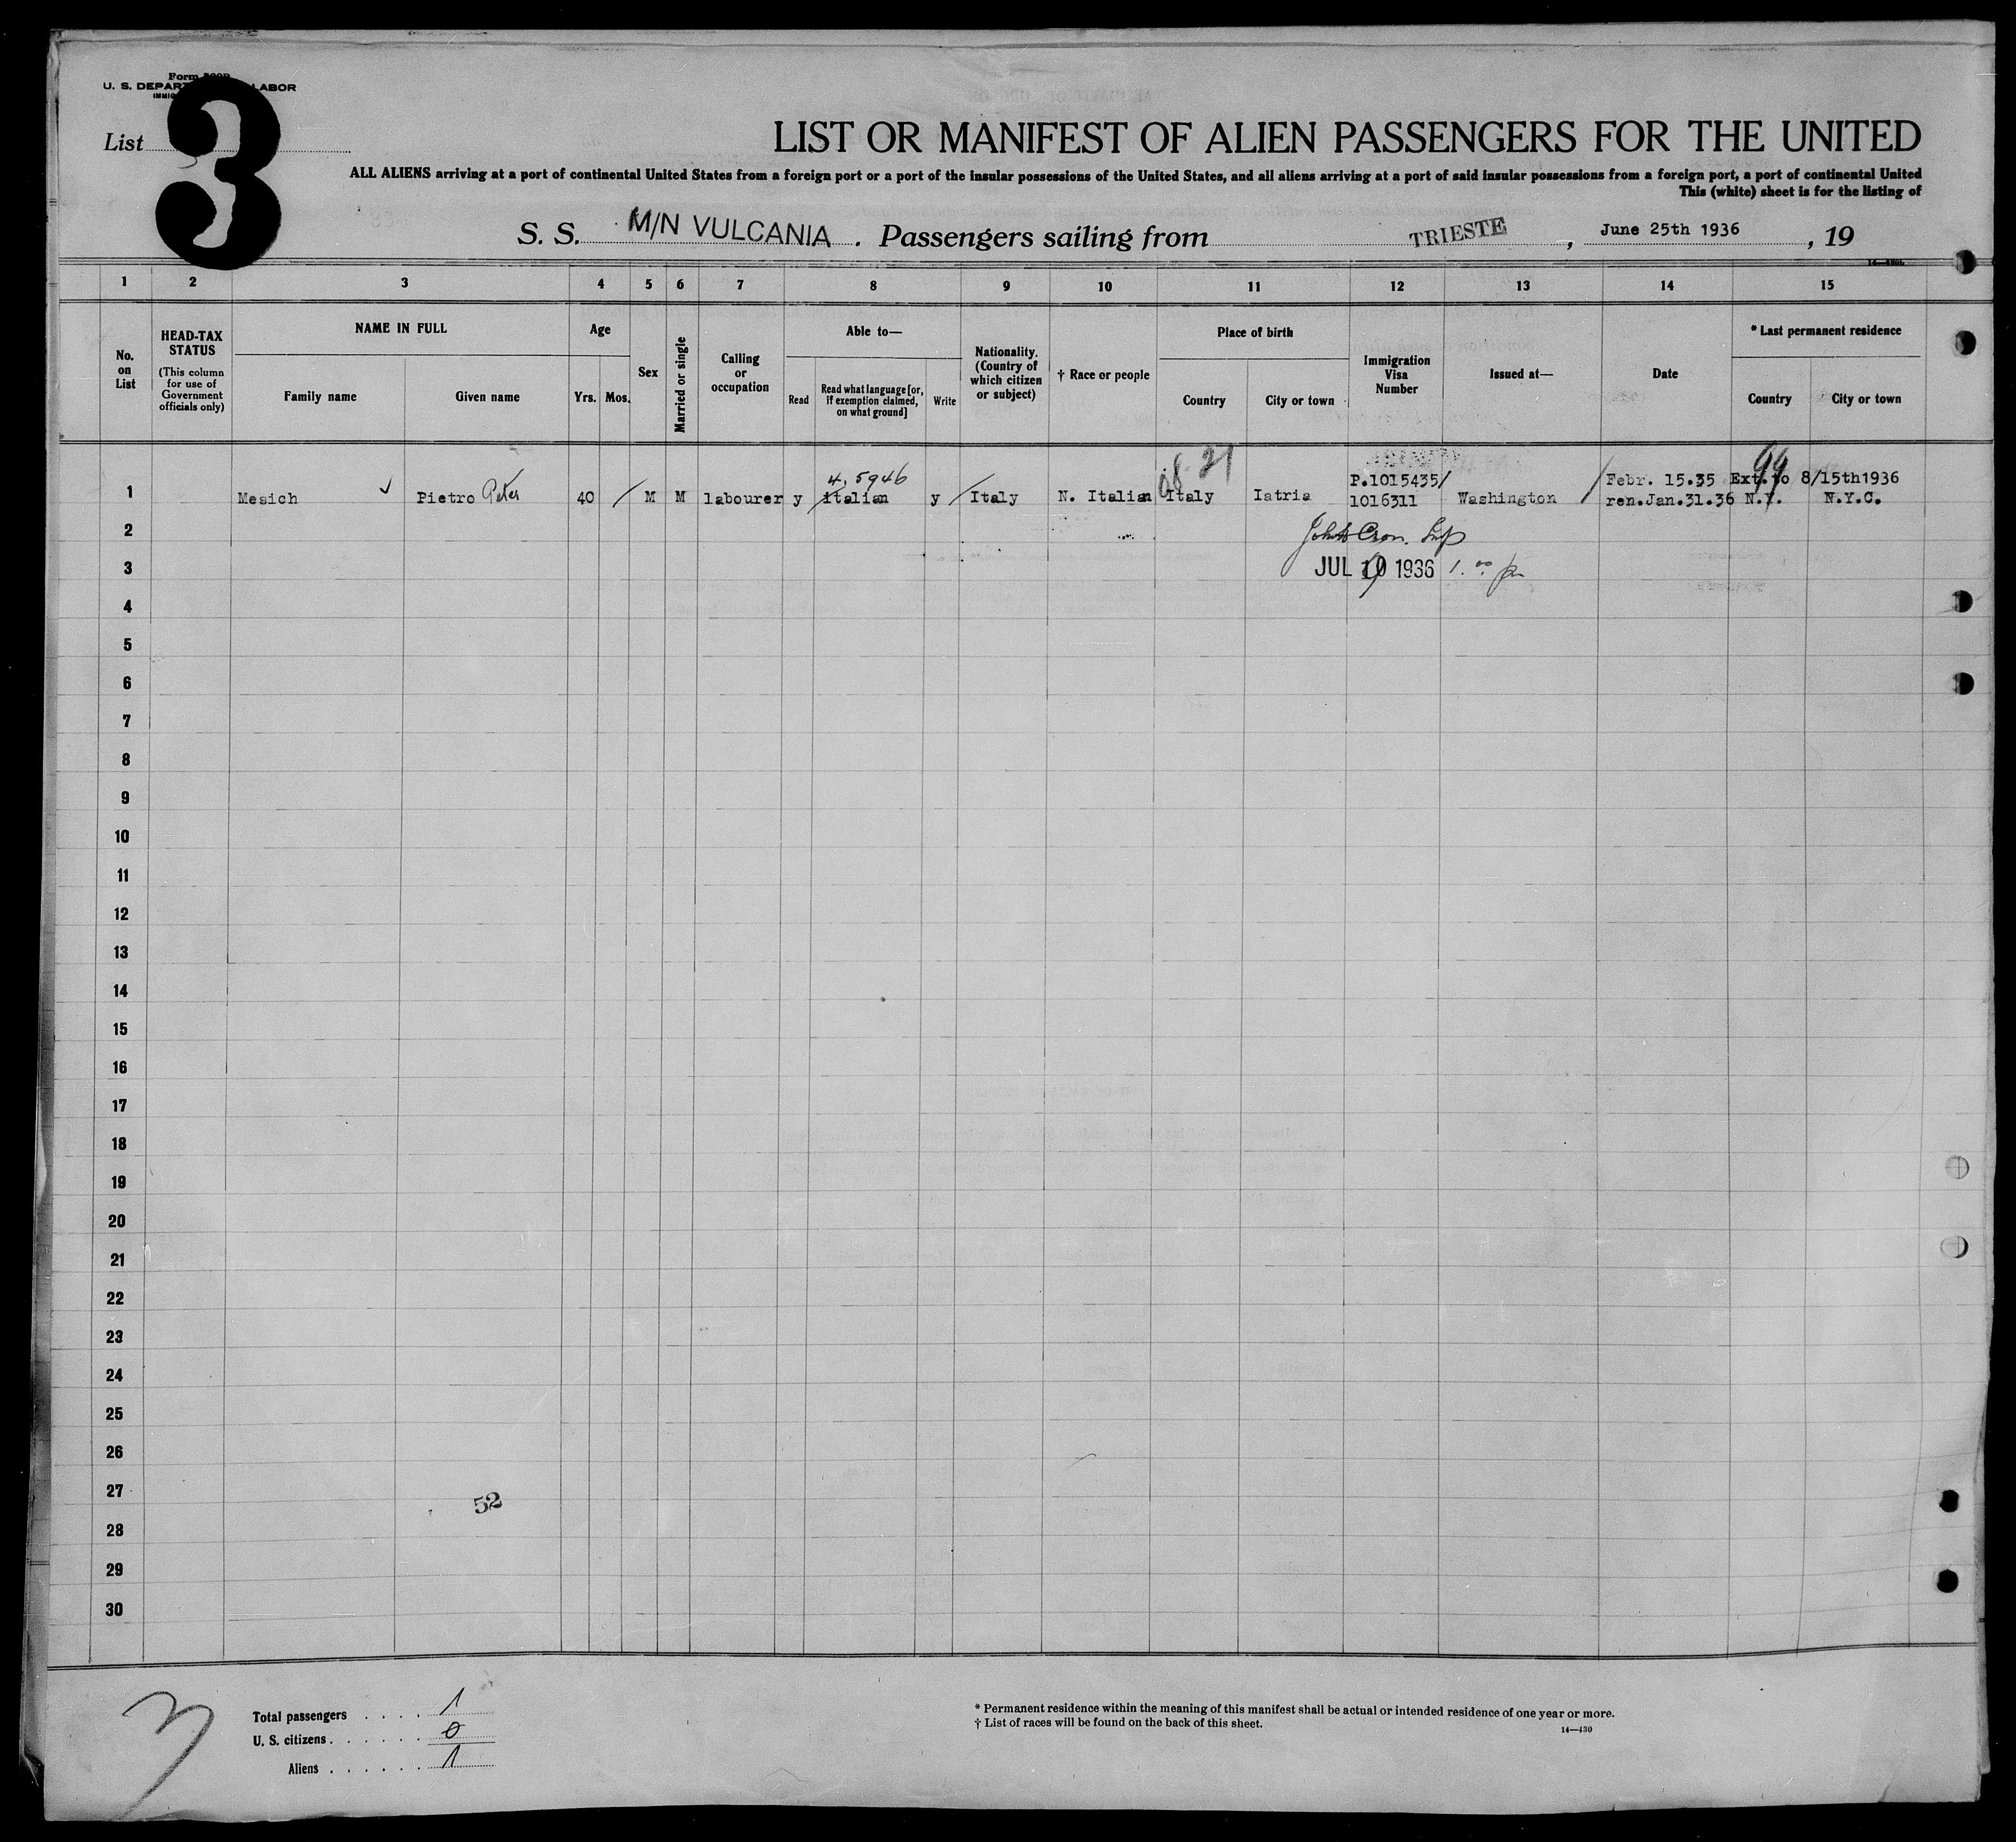 U. S. DEPAR LABOR
List
3
LIST OR MANIFEST OF ALIEN PASSENGERS FOR THE UNITED
ALL ALIENS arriving at a port of continental United States from a foreign port or a port of the insular possessions of the United States, and all aliens arriving at a port of said insular possessions from a foreign port, a port of continental United
This (white) sheet is for the listing of
S. S. M/N VULCANIA. Passengers sailing from TRIESTE, June 25th 1936, 19
1 2 3 4 5 6 7 8 9 10 11 12 13 14 15
No. on List
HEAD-TAX STATUS
(This column for use of Government officials only)
NAME IN FULL
Family name Given name
Age
Yrs. Mos.
Sex
Married or single
Calling or occupation
Able to—
Read
Read what language [or, if exemption claimed, on what ground]
Write
Nationality. (Country of which citizen or subject)
† Race or people
Place of birth
Country City or town
Immigration Visa Number
Issued at—
Date
* Last permanent residence
Country City or town
4.5946
21
99
P.1015435/ Febr. 15.35 Ext.to 8/15th1936
1 Mesich Pietro Peter 40 M M labourer y italian y Italy N. Italian Italy Iatria 1016311 Washington ren.Jan.31.36 N.Y. N.Y.C.
2
3 JUL 1936 1.00
4
5
6
7
8
9
10
11
12
13
14
15
16
17
18
19
20
21
22
23
24
25
26
27 52
28
29
30
3
Total passengers . . . . 1
U. S. citizens . . . . . . 0
Aliens . . . . . . 1
* Permanent residence within the meaning of this manifest shall be actual or intended residence of one year or more.
† List of races will be found on the back of this sheet.
14—430